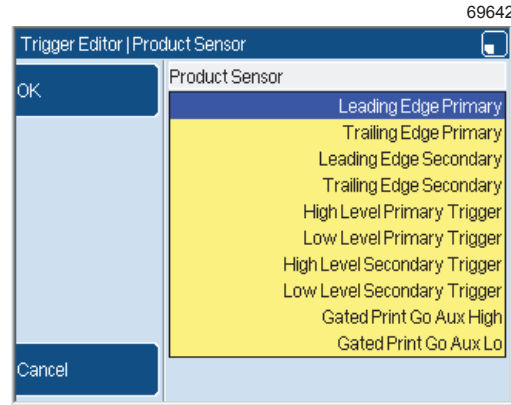 69642
Trigger Editor | Product Sensor
OK
Product Sensor
Leading Edge Primary
Trailing Edge Primary
Leading Edge Secondary
Trailing Edge Secondary
High Level Primary Trigger
Low Level Primary Trigger
High Level Secondary Trigger
Low Level Secondary Trigger
Gated Print Go Aux High
Gated Print Go Aux Lo
Cancel